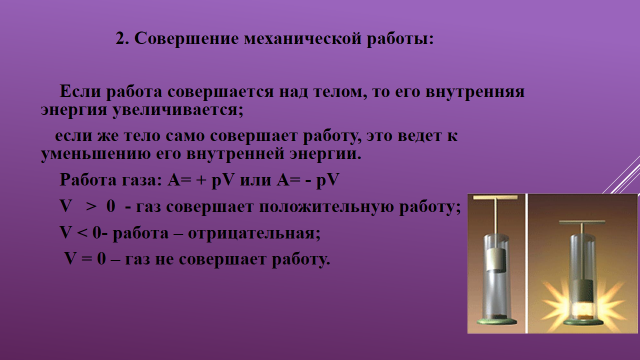 2. Совершение механической работы:
Если работа совершается над телом, то его внутренняя
энергия увеличивается;
если же тело само совершает работу, это ведет к
уменьшению его внутренней энергии.
Работа газа: А= + pV или А= - pV
V > 0 - газ совершает положительную работу;
V < 0- работа – отрицательная;
V = 0 – газ не совершает работу.